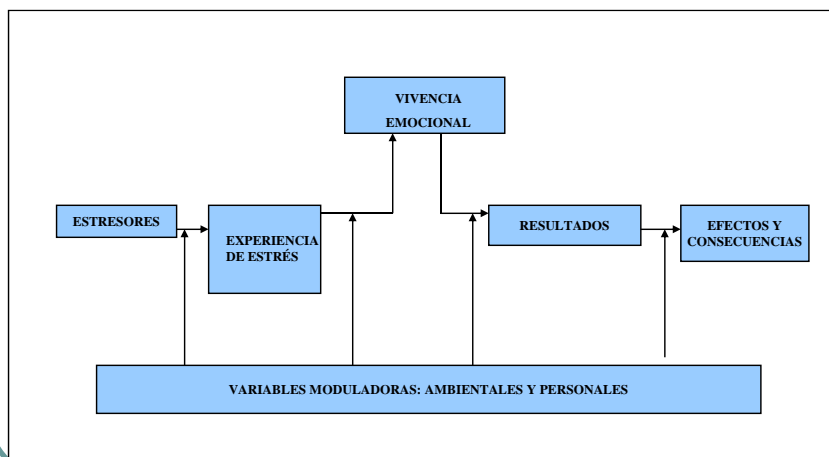 VIVENCIA
EMOCIONAL
ESTRESORES
EXPERIENCIA
DE ESTRÉS
RESULTADOS
EFECTOS Y
CONSECUENCIAS
VARIABLES MODULADORAS: AMBIENTALES Y PERSONALES